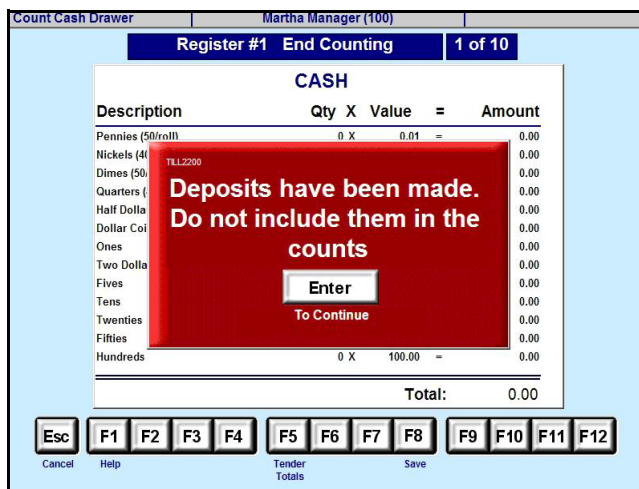 Count Cash Drawer Martha Manager (100)
Register #1 End Counting 1 of 10
CASH
Description Qty X Value = Amount
Pennies (50/roll) 0 X 0.01 = 0.00
Nickels (40 0.00
Dimes (50/ 0.00
Quarters ( 0.00
Half Dolla 0.00
Dollar Coi 0.00
Ones 0.00
Two Dolla 0.00
Fives 0.00
Tens 0.00
Twenties 0.00
Fifties 0.00
Hundreds 0 X 100.00 = 0.00
TILL2200
Deposits have been made.
Do not include them in the
counts
Enter
To Continue
Total: 0.00
Esc F1 F2 F3 F4 F5 F6 F7 F8 F9 F10 F11 F12
Cancel Help Tender Save
Totals